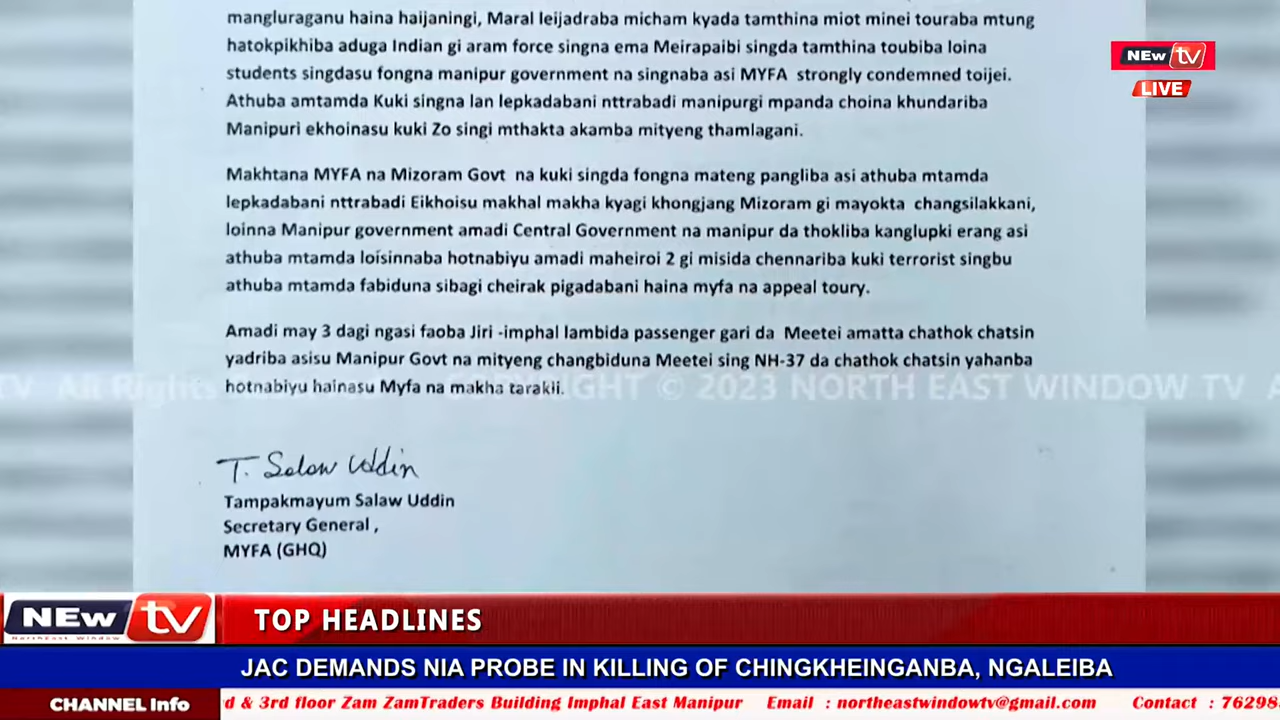 mangluraganu haina haijaningi, Maral leijadraba micham kyada tamthina miot minei touraba mtung
hatokpikhiba aduga Indian gi aram force singna ema Meirapaibi singda tamthina toubiba loina
students singdasu fongna manipur government na singnaba asi MYFA strongly condemned toijei.
Athuba amtamda Kuki singna lan lepkadabani nttrabadi manipurgi mpanda choina khundariba
Manipuri ekhoinasu kuki Zo singi mthakta akamba mityeng thamlagani.
Makhtana MYFA na Mizoram Govt na kuki singda fongna mateng pangliba asi athuba mtamda
lepkadabani nttrabadi Eikhoisu makhal makha kyagi khongjang Mizoram gi mayokta changsilakkani,
loinna Manipur government amadi Central Government na manipur da thokliba kanglupki erang asi
athuba mtamda loisinnaba hotnabiyu amadi maheiroi 2 gi misida chennariba kuki terrorist singbu
athuba mtamda fabiduna sibagi cheirak pigadabani haina myfa na appeal toury.
Amadi may 3 dagi ngasi faoba Jiri -imphal lambida passenger gari da Meetei amatta chathok chatsin
yadriba asisu Manipur Govt na mityeng changbiduna Meetei sing NH-37 da chathok chatsin yahanba
hotnabiyu hainasu Myfa na makha tarakii.
TV All Rights COPYRIGHT © 2023 NORTH EAST WINDOW TV A
T. Salaw Uddin
Tampakmayum Salaw Uddin
Secretary General ,
MYFA (GHQ)
NEw tv
LIVE
NEw tv
NorthEast Window
TOP HEADLINES
JAC DEMANDS NIA PROBE IN KILLING OF CHINGKHEINGANBA, NGALEIBA
CHANNEL Info
d & 3rd floor Zam ZamTraders Building Imphal East Manipur Email : northeastwindowtv@gmail.com Contact : 76298